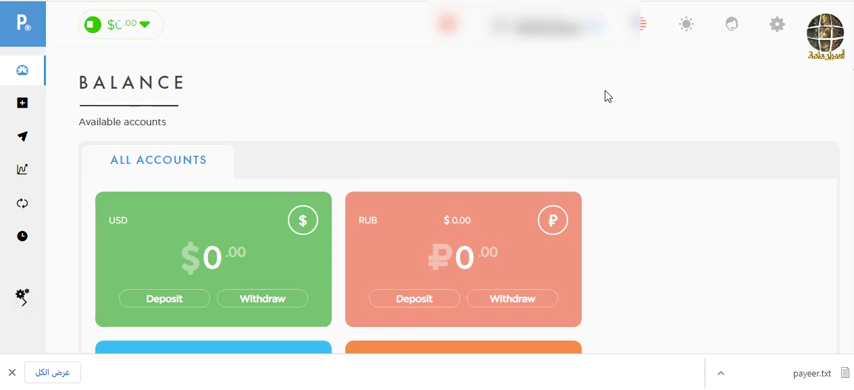 P®
$0.00
BALANCE
Available accounts
ALL ACCOUNTS
USD
$
$0.00
Deposit
Withdraw
RUB
$ 0.00
₽
₽0.00
Deposit
Withdraw
عرض الكل
payeer.txt